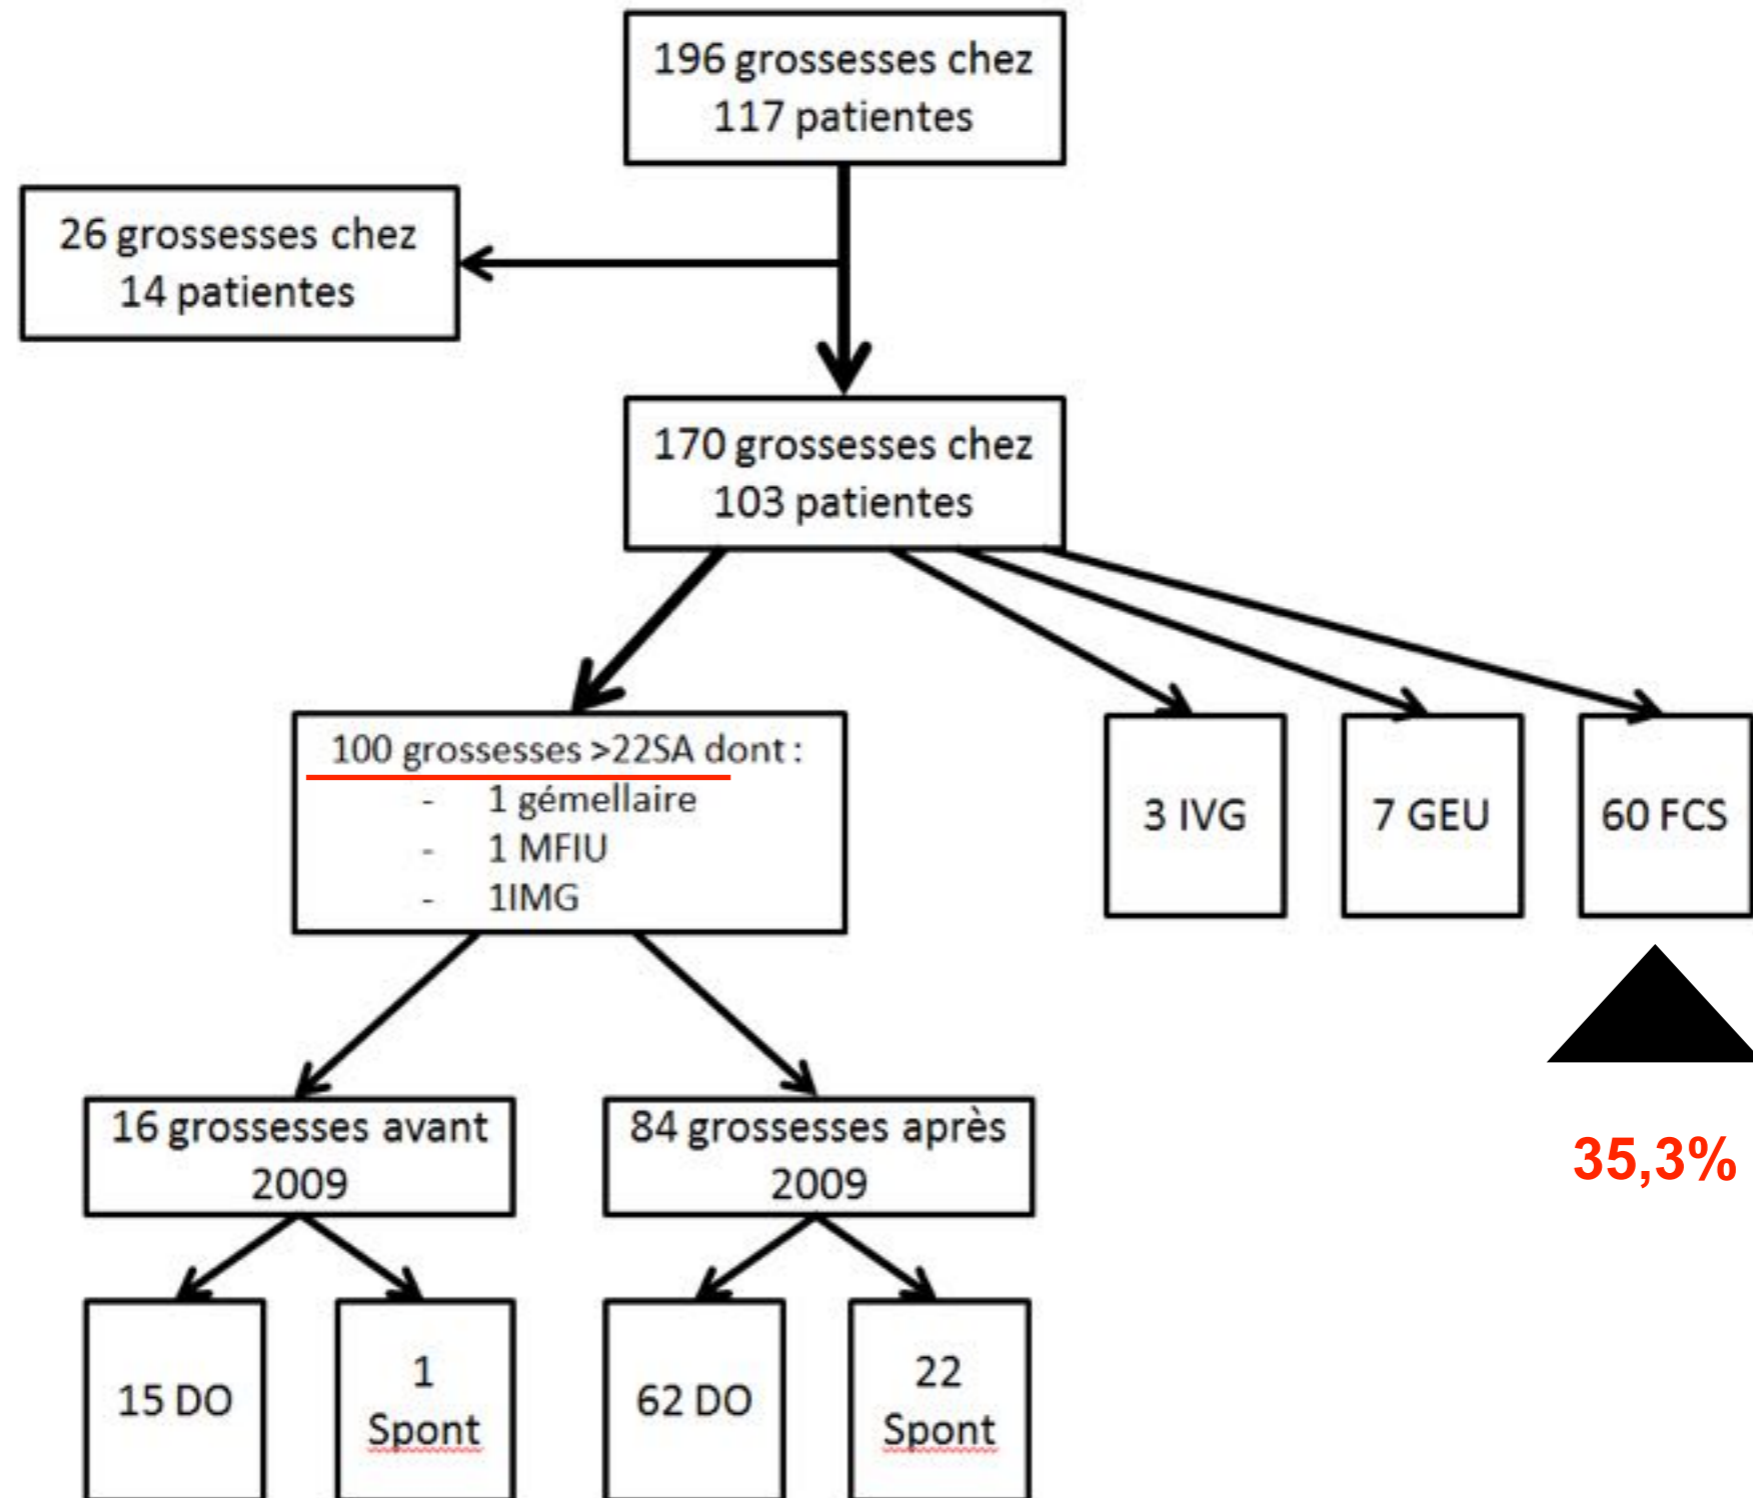 196 grossesses chez
117 patientes
26 grossesses chez
14 patientes
170 grossesses chez
103 patientes
100 grossesses >22SA dont :
- 1 gémellaire
- 1 MFIU
- 1IMG
3 IVG
7 GEU
60 FCS
16 grossesses avant
2009
84 grossesses après
2009
35,3%
15 DO
1
Spont
62 DO
22
Spont